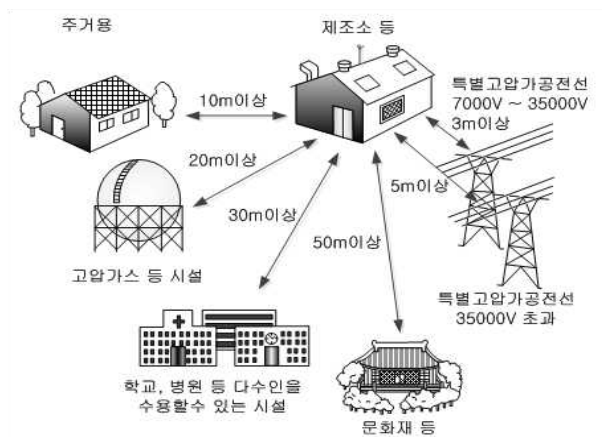 주거용
제조소 등
특별고압가공전선
7000V ~ 35000V
3m이상
10m이상
20m이상
5m이상
30m이상
50m이상
고압가스 등 시설
특별고압가공전선
35000V 초과
학교, 병원 등 다수인을
수용할수 있는 시설
문화재 등